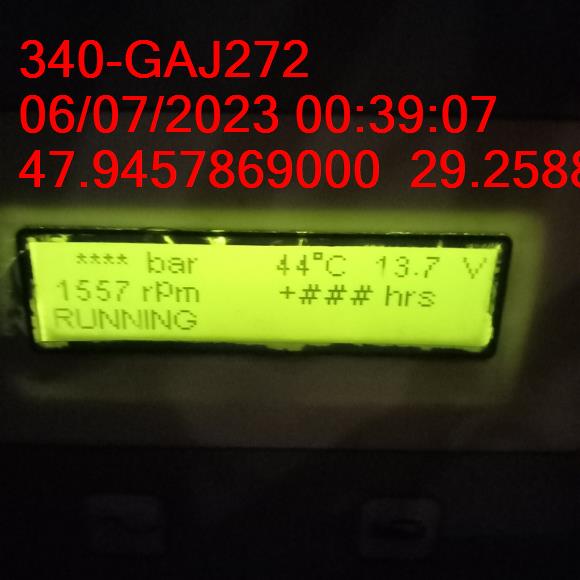 340-GAJ272
06/07/2023 00:39:07
47.9457869000 29.2588
**** bar 44°C 13.7 V
1557 rpm +### hrs
RUNNING